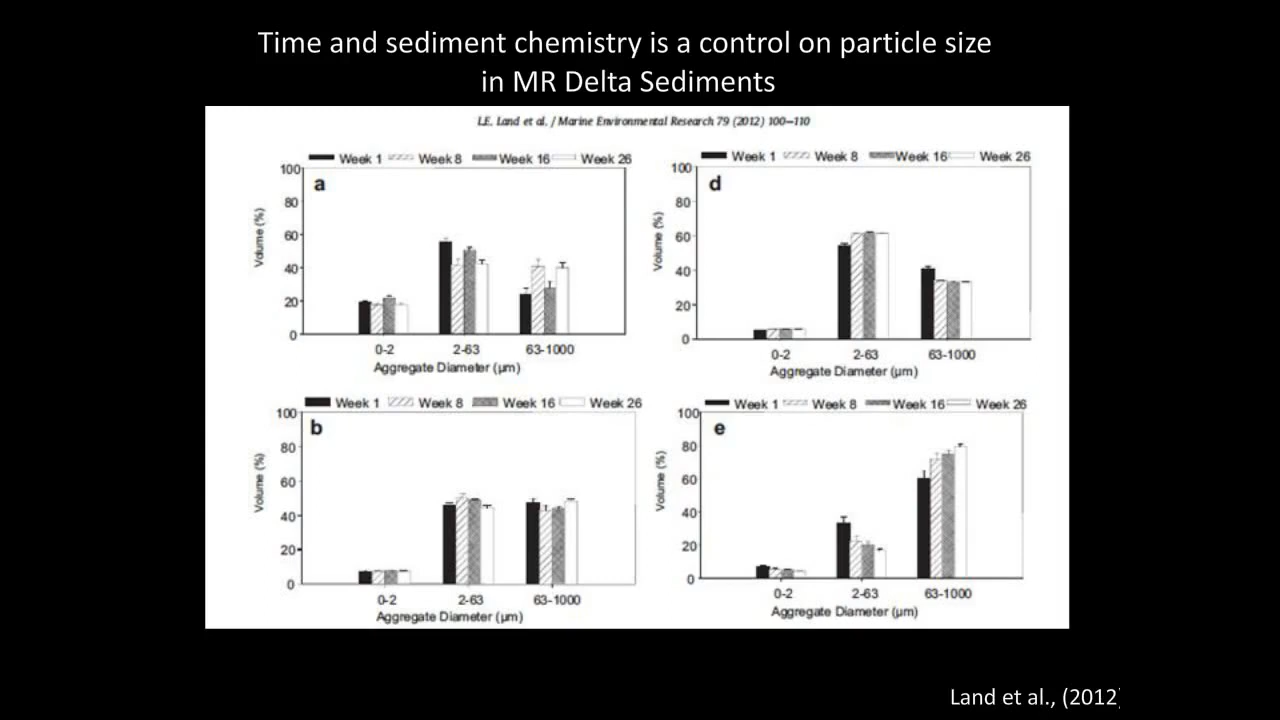 Time and sediment chemistry is a control on particle size
in MR Delta Sediments
L.E. Land et al. / Marine Environmental Research 79 (2012) 100–110
Week 1 Week 8 Week 16 Week 26
a
100
80
60
40
20
0
Volume (%)
0-2 2-63 63-1000
Aggregate Diameter (µm)
Week 1 Week 8 Week 16 Week 26
d
100
80
60
40
20
0
Volume (%)
0-2 2-63 63-1000
Aggregate Diameter (µm)
Week 1 Week 8 Week 16 Week 26
b
100
80
60
40
20
0
Volume (%)
0-2 2-63 63-1000
Aggregate Diameter (µm)
Week 1 Week 8 Week 16 Week 26
e
100
80
60
40
20
0
Volume (%)
0-2 2-63 63-1000
Aggregate Diameter (µm)
Land et al., (2012)